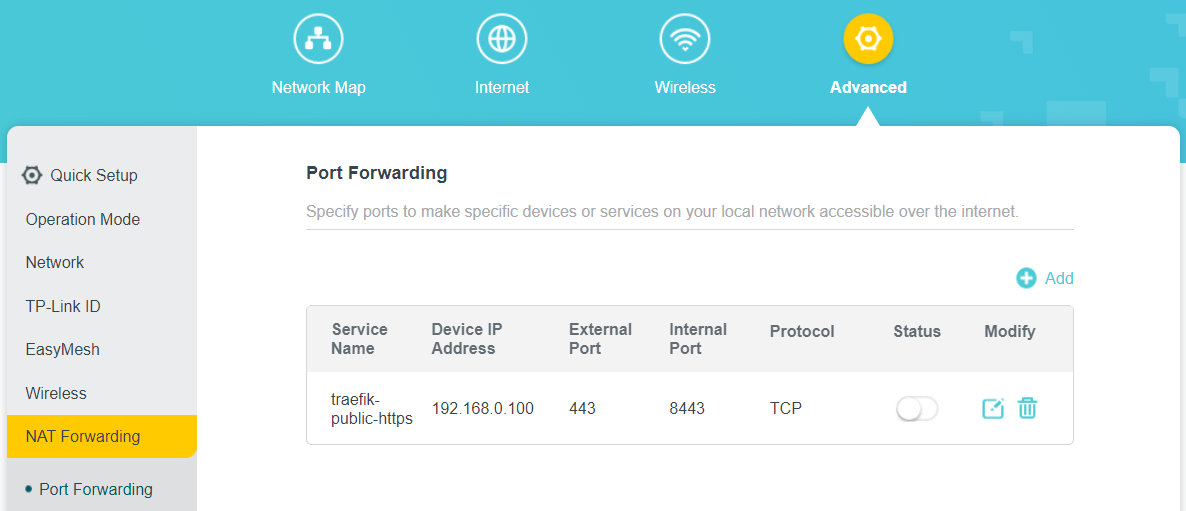 Network Map
Internet
Wireless
Advanced
Quick Setup
Operation Mode
Network
TP-Link ID
EasyMesh
Wireless
NAT Forwarding
Port Forwarding
Port Forwarding
Specify ports to make specific devices or services on your local network accessible over the internet.
Add
Service Name
Device IP Address
External Port
Internal Port
Protocol
Status
Modify
traefik-
public-https
192.168.0.100
443
8443
TCP